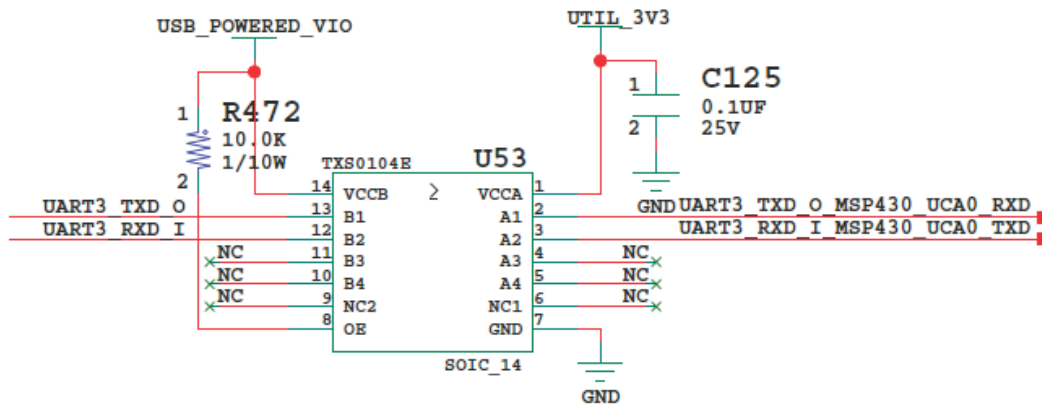 USB_POWERED_VIO
UTIL_3V3
1
R472
10.0K
1/10W
2
1
C125
0.1UF
25V
2
GND
TXS0104E
U53
14 VCCB VCCA 1
UART3_TXD_O 13 B1 A1 2 UART3_TXD_O_MSP430_UCA0_RXD
UART3_RXD_I 12 B2 A2 3 UART3_RXD_I_MSP430_UCA0_TXD
NC 11 B3 A3 4 NC
NC 10 B4 A4 5 NC
NC 9 NC2 NC1 6 NC
8 OE GND 7
SOIC_14
GND